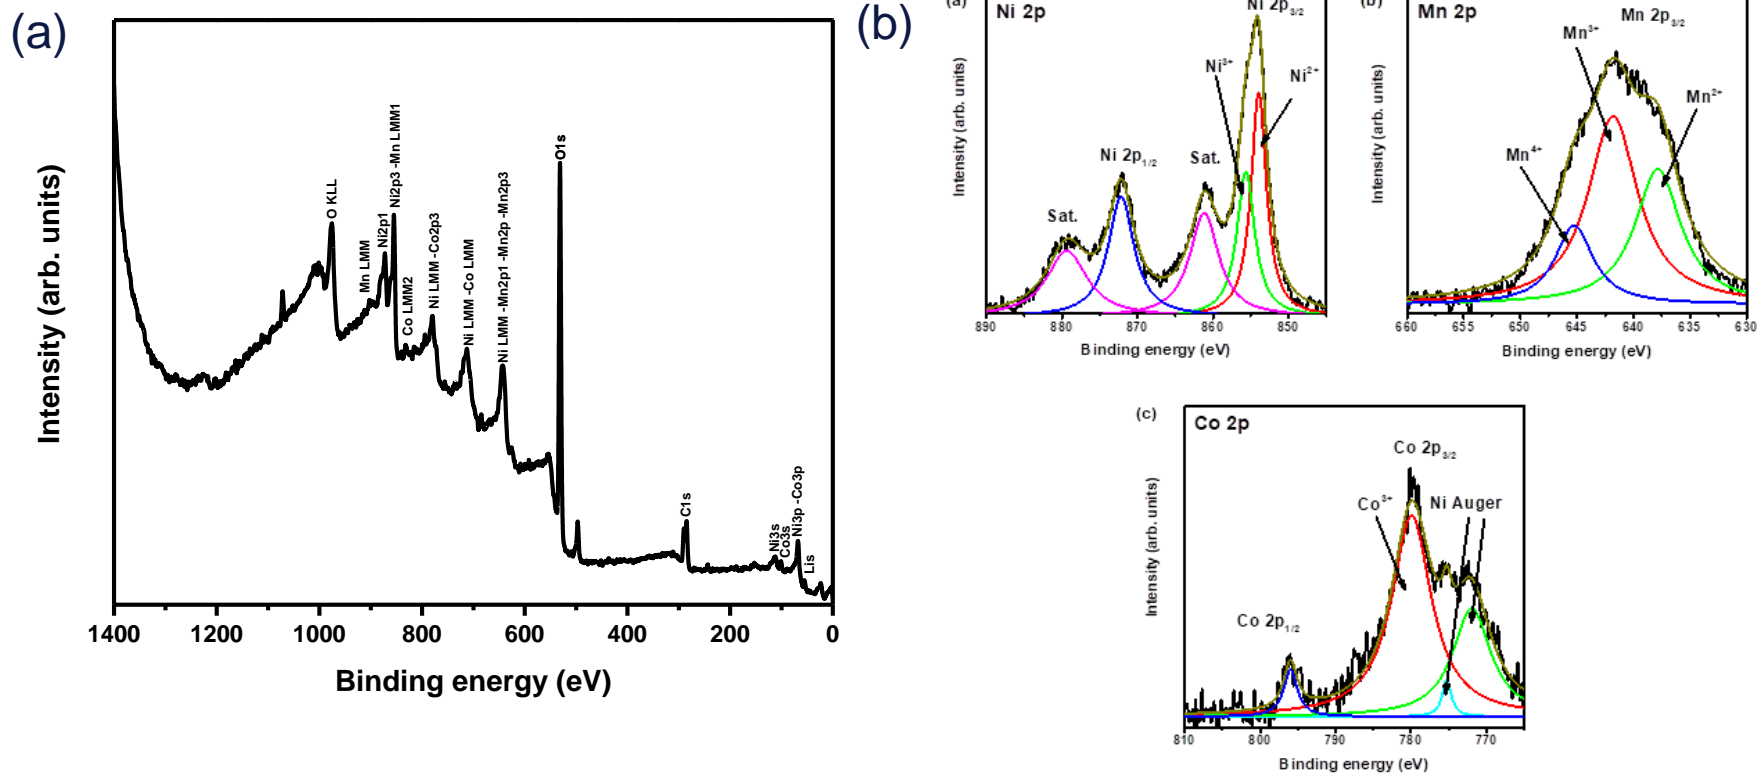 (a)
Intensity (arb. units)
O KLL
Mn LMM
Ni2p1
Ni2p3 -Mn LMM1
Co LMM2
Ni LMM -Co2p3
Ni LMM -Co LMM
Ni LMM -Mn2p1 -Mn2p -Mn2p3
O1s
C1s
Ni3s
Co3s
Ni3p -Co3p
Lis
1400 1200 1000 800 600 400 200 0
Binding energy (eV)
(b)
(a)
Ni 2p
Ni 2p3/2
Ni3+
Ni2+
Ni 2p1/2
Sat.
Sat.
Intensity (arb. units)
890 880 870 860 850
Binding energy (eV)
(b)
Mn 2p
Mn 2p3/2
Mn3+
Mn2+
Mn4+
Intensity (arb. units)
660 655 650 645 640 635 630
Binding energy (eV)
(c)
Co 2p
Co 2p3/2
Co3+
Ni Auger
Co 2p1/2
Intensity (arb. units)
810 800 790 780 770
Binding energy (eV)